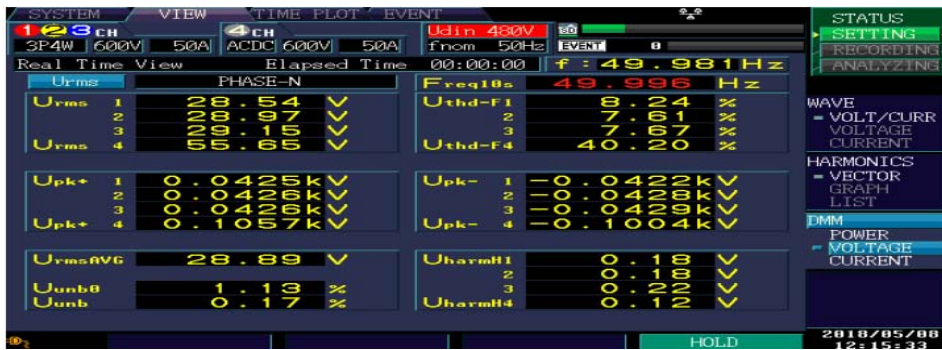 SYSTEM VIEW TIME PLOT EVENT
1 2 3 CH 4 CH Udin 480V SD
3P4W 600V 50A ACDC 600V 50A fnom 50Hz EVENT 0
Real Time View Elapsed Time 00:00:00 f:49.981Hz
Urms PHASE-N Freq10s 49.996 Hz
Urms 1 28.54 V Uthd-F1 8.24 %
2 28.97 V 2 7.61 %
3 29.15 V 3 7.67 %
Urms 4 55.65 V Uthd-F4 40.20 %
Upk+ 1 0.0425kV Upk- 1 -0.0422kV
2 0.0426kV 2 -0.0428kV
3 0.0426kV 3 -0.0429kV
Upk+ 4 0.1057kV Upk- 4 -0.1004kV
UrmsAVG 28.89 V UharmH1 0.18 V
2 0.18 V
Uunb0 1.13 % 3 0.22 V
Uunb 0.17 % UharmH4 0.12 V
HOLD
STATUS
SETTING
RECORDING
ANALYZING
WAVE
VOLT/CURR
VOLTAGE
CURRENT
HARMONICS
VECTOR
GRAPH
LIST
DMM
POWER
VOLTAGE
CURRENT
2018/05/08
12:15:33